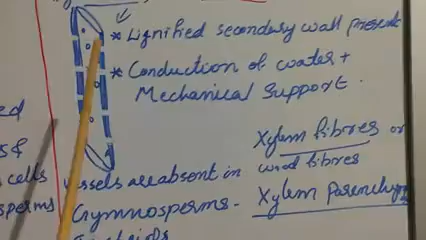 * Lignified secondary wall present
* Conduction of water +
Mechanical Support.
Xylem fibres or
wood fibres
vessels are absent in
Gymnosperms -
Xylem Parenchyma
cells